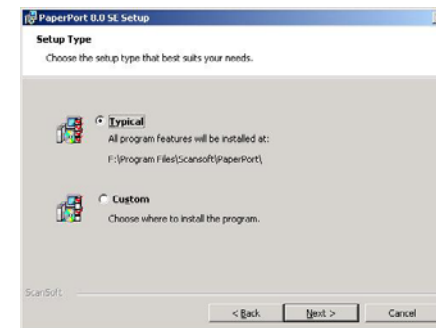 PaperPort 8.0 SE Setup
Setup Type
Choose the setup type that best suits your needs.
Typical
All program features will be installed at:
F:\Program Files\Scansoft\PaperPort\
Custom
Choose where to install the program.
ScanSoft
< Back Next > Cancel